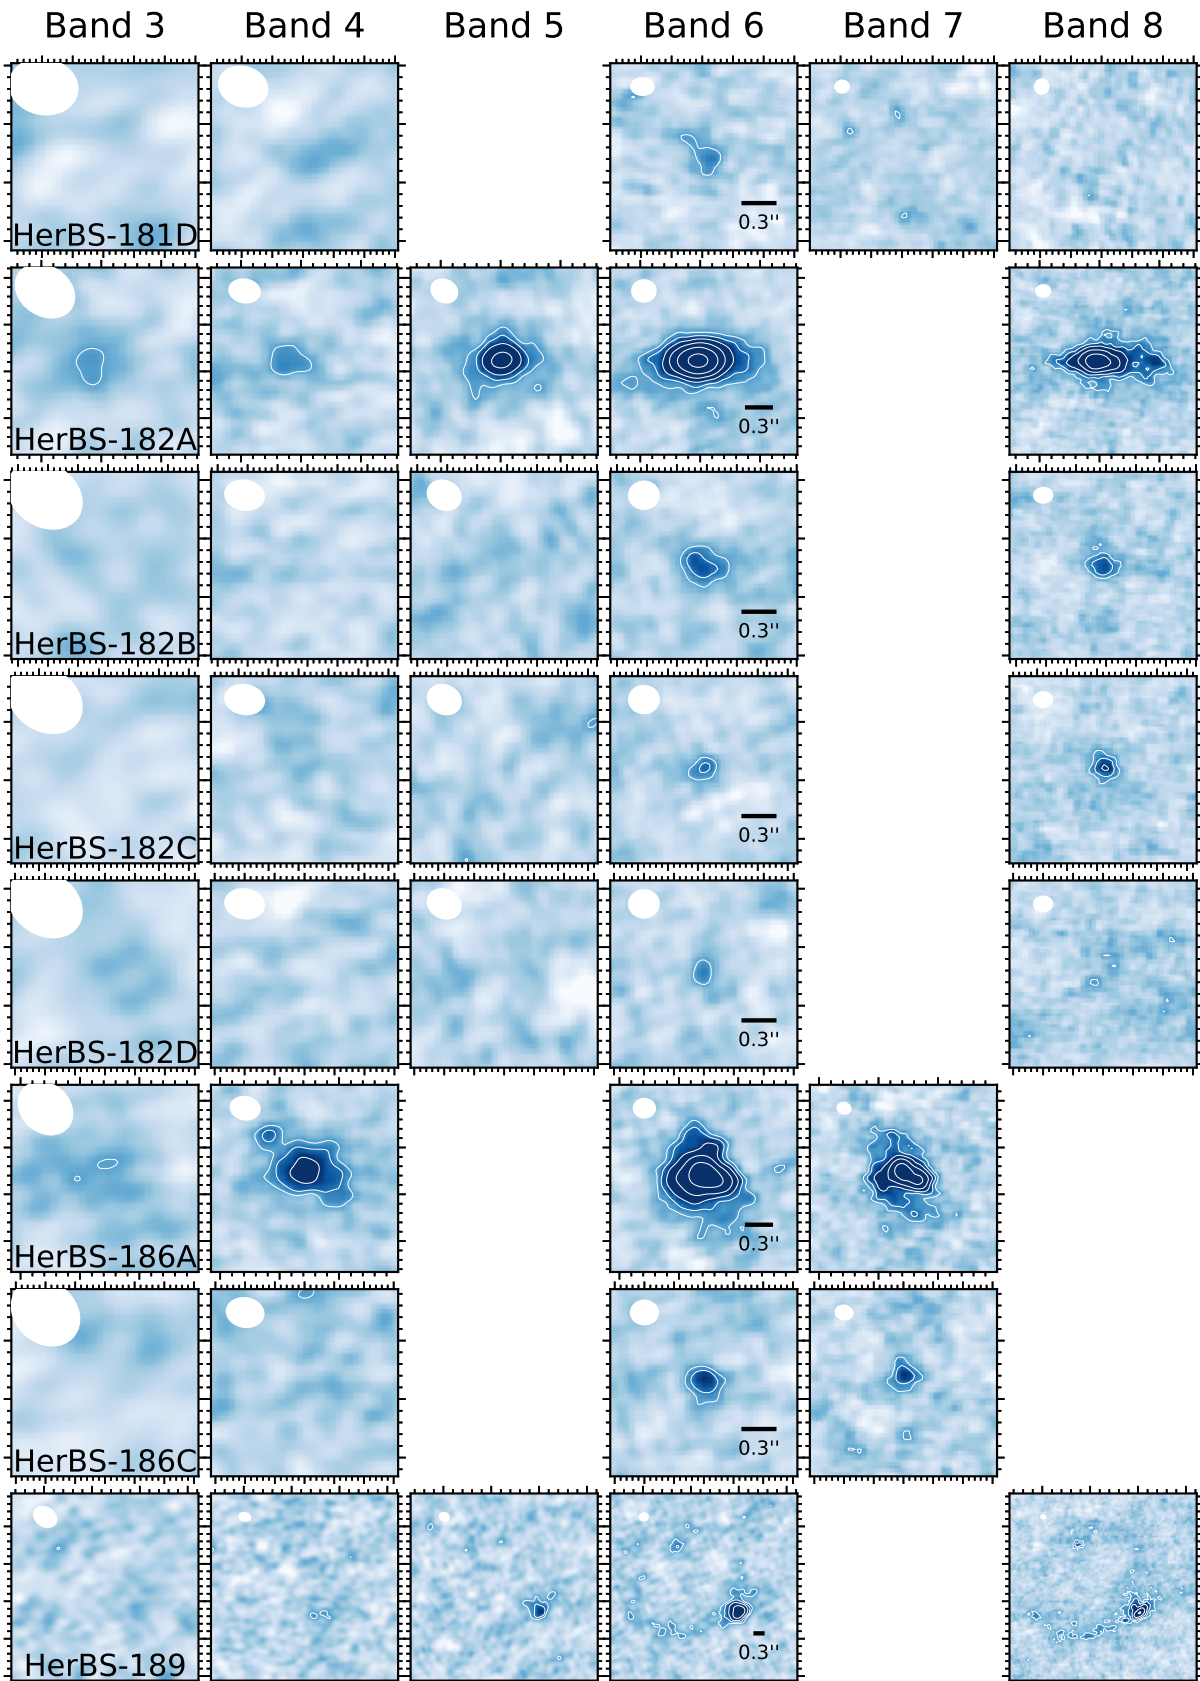 Band 3 Band 4 Band 5 Band 6 Band 7 Band 8
HerBS-181D 0.3''
HerBS-182A 0.3''
HerBS-182B 0.3''
HerBS-182C 0.3''
HerBS-182D 0.3''
HerBS-186A 0.3''
HerBS-186C 0.3''
HerBS-189 0.3''